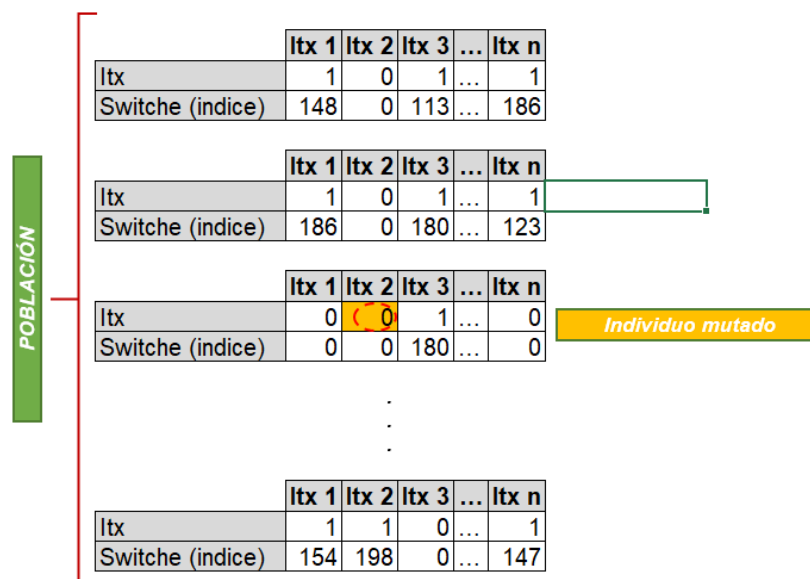 POBLACIÓN
Itx 1 Itx 2 Itx 3 ... Itx n
Itx 1 0 1 ... 1
Switche (indice) 148 0 113 ... 186
Itx 1 Itx 2 Itx 3 ... Itx n
Itx 1 0 1 ... 1
Switche (indice) 186 0 180 ... 123
Itx 1 Itx 2 Itx 3 ... Itx n
Itx 0 0 1 ... 0
Individuo mutado
Switche (indice) 0 0 180 ... 0
.
.
.
Itx 1 Itx 2 Itx 3 ... Itx n
Itx 1 1 0 ... 1
Switche (indice) 154 198 0 ... 147